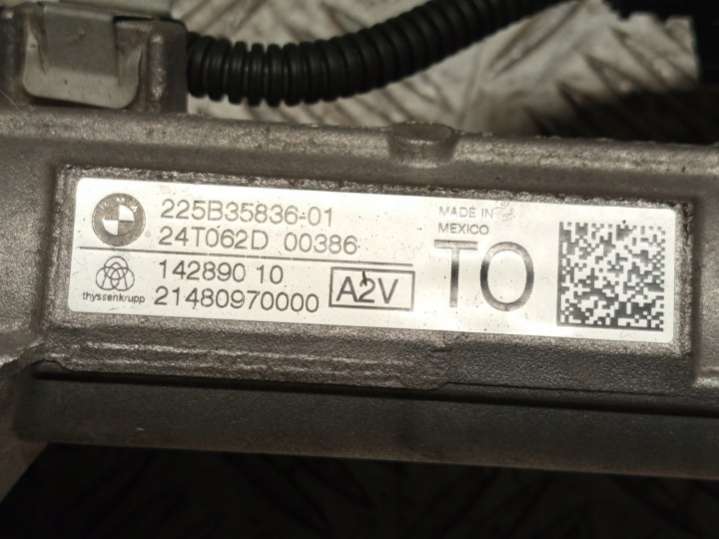 225B35836-01
24T062D 00386
thyssenkrupp
142890 10
21480970000
A2V
MADE IN
MEXICO
TO